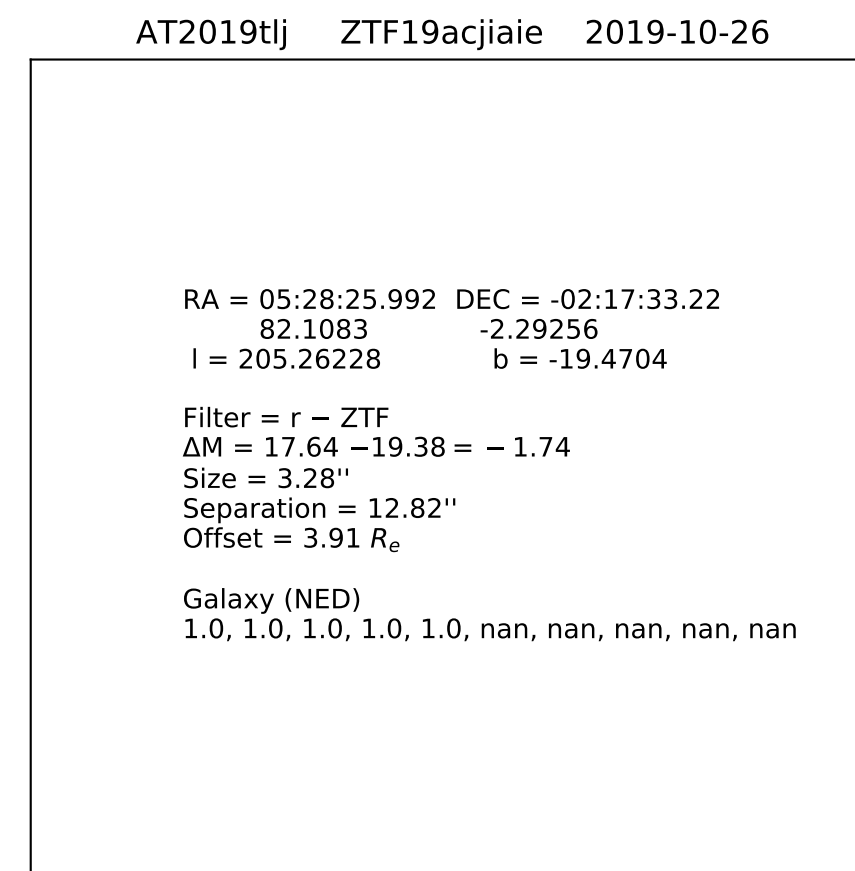 AT2019tlj ZTF19acjiaie 2019-10-26
RA = 05:28:25.992 DEC = -02:17:33.22
82.1083 -2.29256
l = 205.26228 b = -19.4704
Filter = r − ZTF
ΔM = 17.64 −19.38 = − 1.74
Size = 3.28''
Separation = 12.82''
Offset = 3.91 Re
Galaxy (NED)
1.0, 1.0, 1.0, 1.0, 1.0, nan, nan, nan, nan, nan